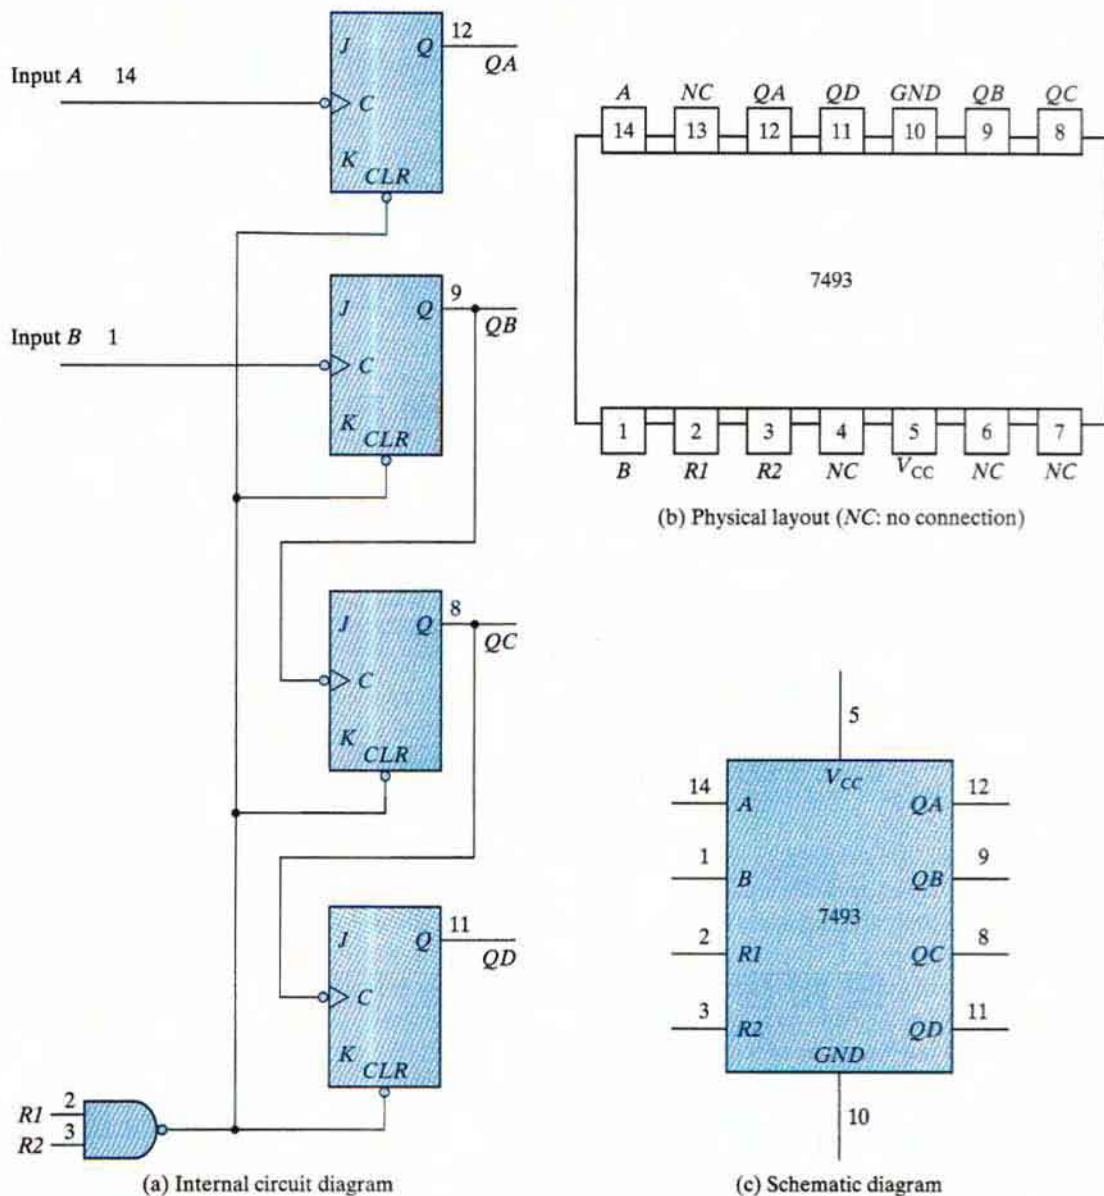 J Q 12
QA
Input A 14
C
K
CLR
J Q 9
QB
Input B 1
C
K
CLR
J Q 8
QC
C
K
CLR
J Q 11
QD
C
K
CLR
R1 2
R2 3
(a) Internal circuit diagram
A NC QA QD GND QB QC
14 13 12 11 10 9 8
7493
1 2 3 4 5 6 7
B R1 R2 NC VCC NC NC
(b) Physical layout (NC: no connection)
5
VCC
14 A QA 12
1 B QB 9
7493
2 R1 QC 8
3 R2 QD 11
GND
10
(c) Schematic diagram